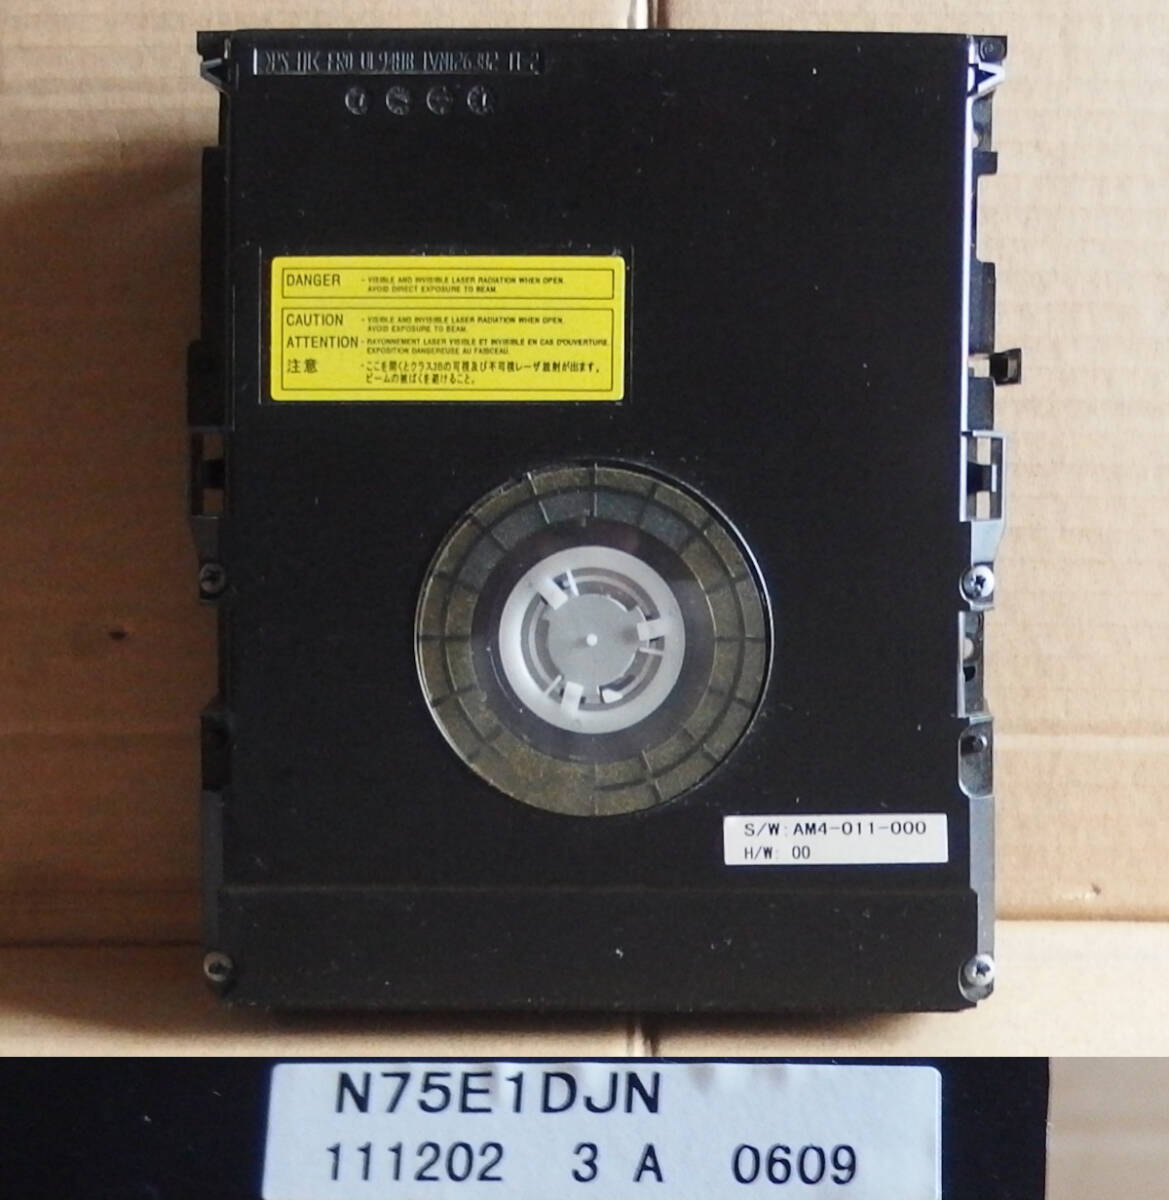 DANGER - VISIBLE AND INVISIBLE LASER RADIATION WHEN OPEN.
AVOID DIRECT EXPOSURE TO BEAM.
CAUTION - VISIBLE AND INVISIBLE LASER RADIATION WHEN OPEN.
AVOID EXPOSURE TO BEAM.
ATTENTION - RAYONNEMENT LASER VISIBLE ET INVISIBLE EN CAS D'OUVERTURE.
EXPOSITION DANGEREUSE AU FAISCEAU.
注意 - ここを開くとクラス3Bの可視及び不可視レーザ放射が出ます。
ビームの被ばくを避けること。
S/W:AM4-011-000
H/W: 00
N75E1DJN
111202 3 A 0609